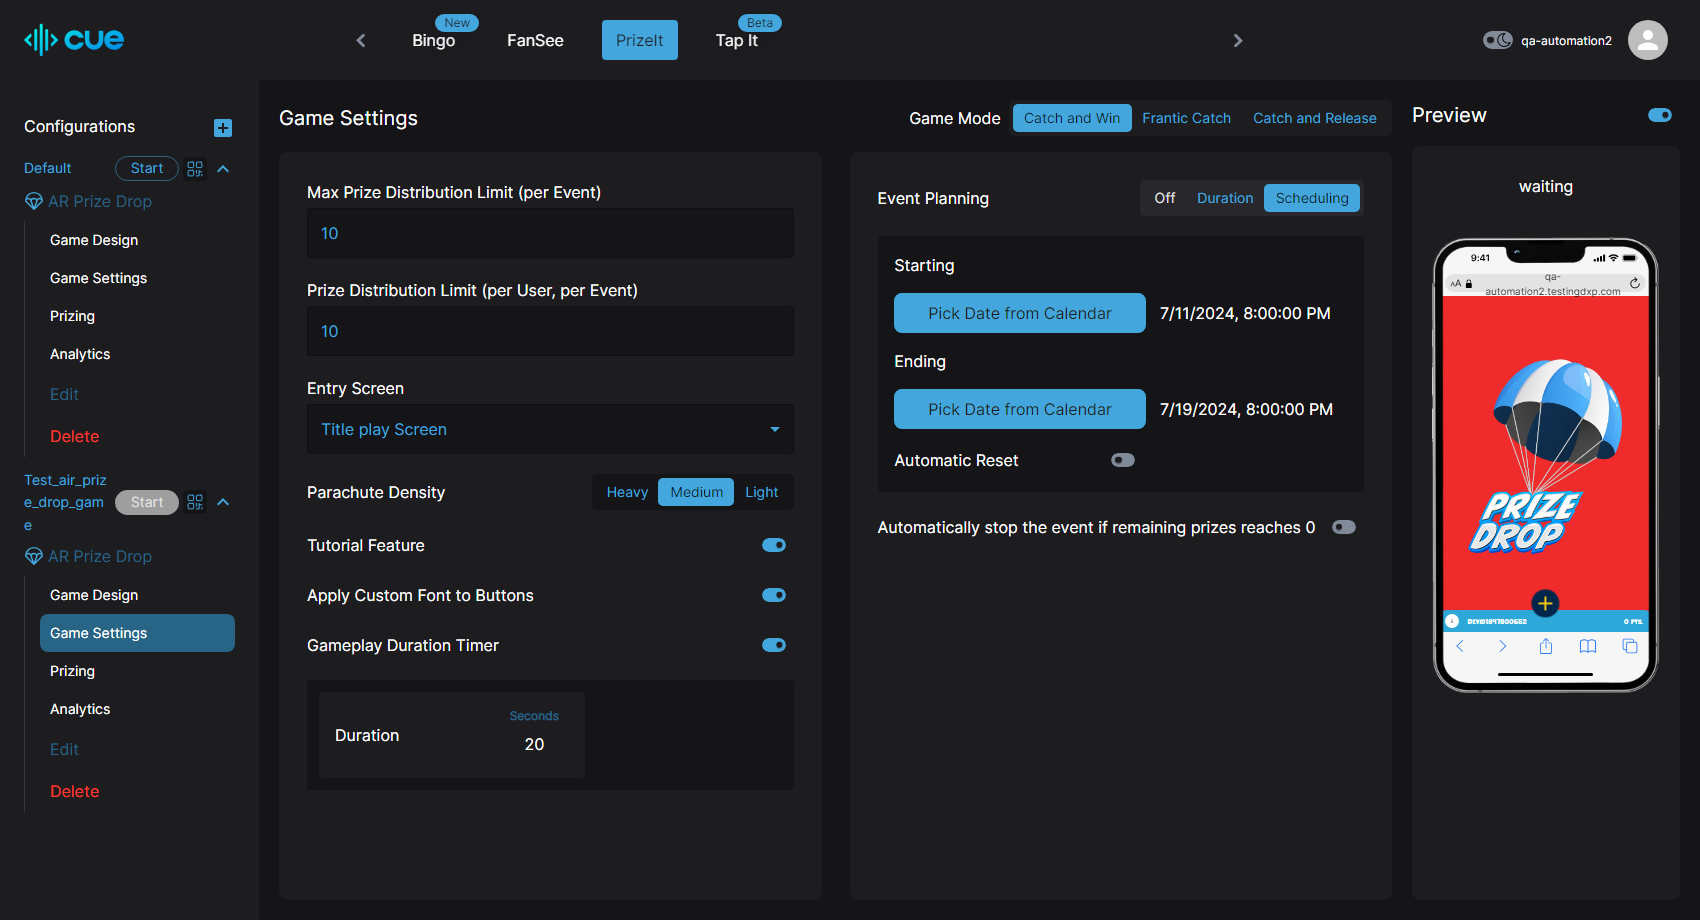 cue
New
Bingo
FanSee
PrizeIt
Beta
Tap It
qa-automation2
Configurations
Default
Start
AR Prize Drop
Game Design
Game Settings
Prizing
Analytics
Edit
Delete
Test_air_priz
e_drop_gam
e
Start
AR Prize Drop
Game Design
Game Settings
Prizing
Analytics
Edit
Delete
Game Settings
Game Mode
Catch and Win
Frantic Catch
Catch and Release
Max Prize Distribution Limit (per Event)
10
Prize Distribution Limit (per User, per Event)
10
Entry Screen
Title play Screen
Parachute Density
Heavy
Medium
Light
Tutorial Feature
Apply Custom Font to Buttons
Gameplay Duration Timer
Duration
Seconds
20
Event Planning
Off
Duration
Scheduling
Starting
Pick Date from Calendar
7/11/2024, 8:00:00 PM
Ending
Pick Date from Calendar
7/19/2024, 8:00:00 PM
Automatic Reset
Automatically stop the event if remaining prizes reaches 0
Preview
waiting
9:41
AA
qa-
automation2.testingdxp.com
PRIZE
DROP
0 PTS.